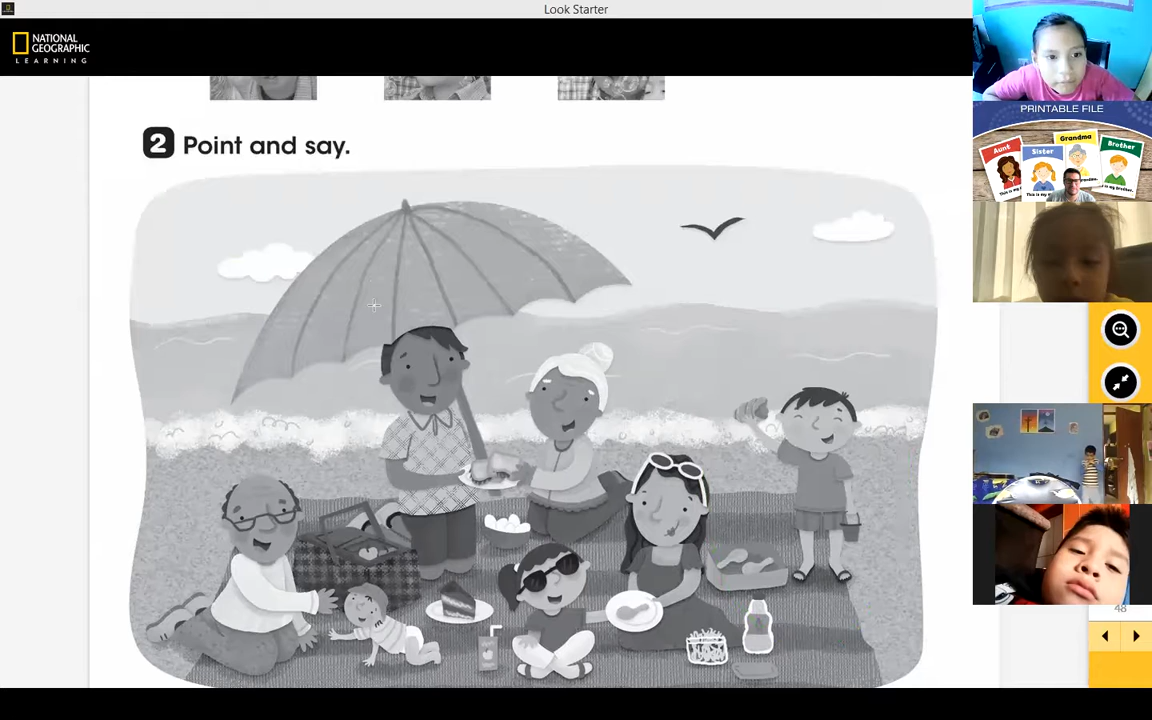 Look Starter
NATIONAL
GEOGRAPHIC
LEARNING
2 Point and say.
PRINTABLE FILE
Aunt
Sister
Grandma
Brother
48